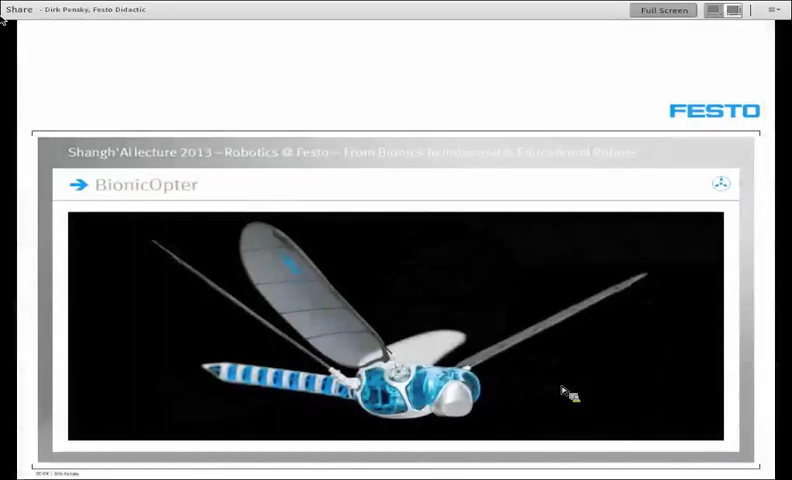 Share - Dirk Pensky, Festo Didactic
Full Screen
FESTO
Shangh'AI lecture 2013 – Robotics @ Festo – From Bionics To Industrial & Educational Robots
BionicOpter